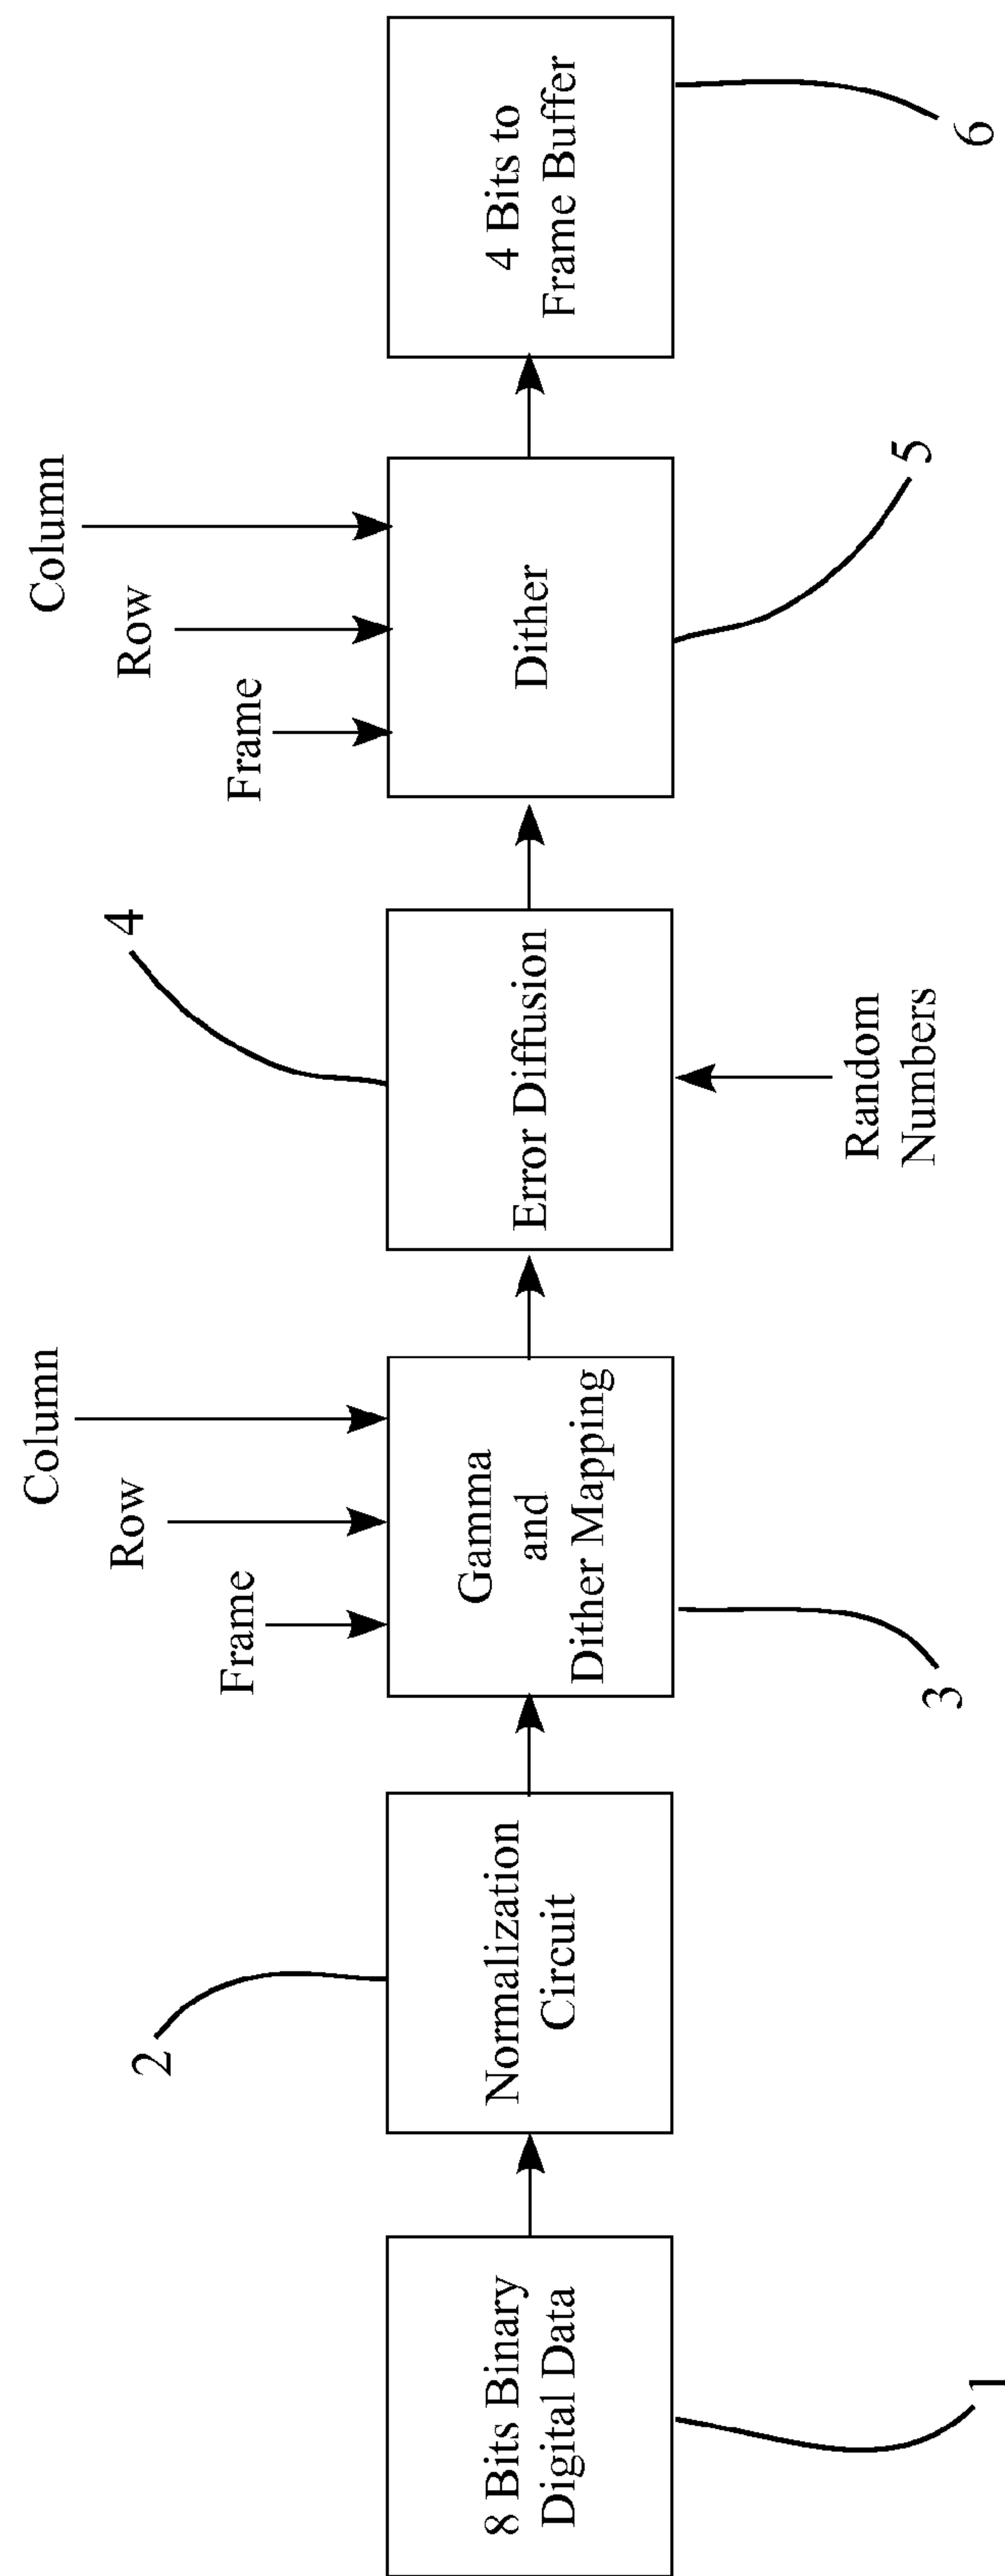 8 Bits Binary
Digital Data
1
Normalization
Circuit
2
Frame
Row
Column
Gamma
and
Dither Mapping
3
Error Diffusion
4
Random
Numbers
Frame
Row
Column
Dither
5
4 Bits to
Frame Buffer
6